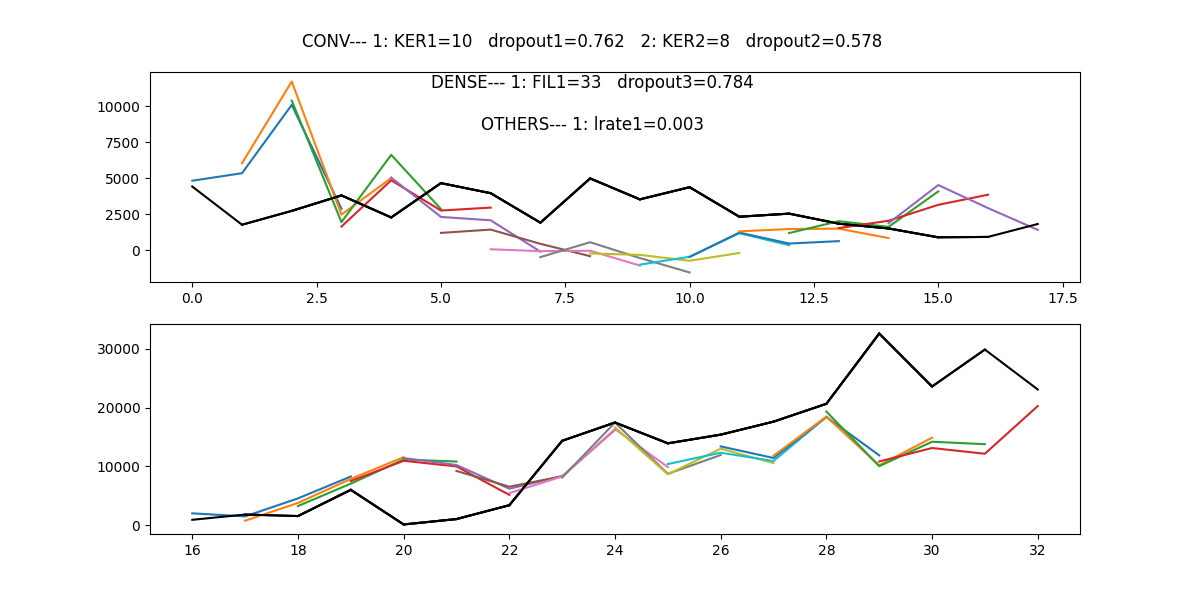 CONV--- 1: KER1=10   dropout1=0.762   2: KER2=8   dropout2=0.578
DENSE--- 1: FIL1=33   dropout3=0.784
OTHERS--- 1: lrate1=0.003
10000
7500
5000
2500
0
0.0 2.5 5.0 7.5 10.0 12.5 15.0 17.5
30000
20000
10000
0
16 18 20 22 24 26 28 30 32